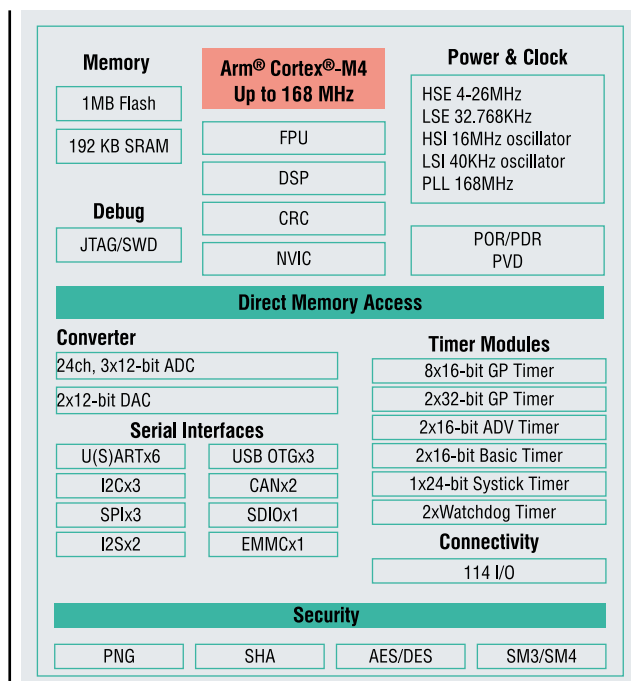 Memory
1MB Flash
192 KB SRAM
Debug
JTAG/SWD
Arm® Cortex®-M4
Up to 168 MHz
FPU
DSP
CRC
NVIC
Power & Clock
HSE 4-26MHz
LSE 32.768KHz
HSI 16MHz oscillator
LSI 40KHz oscillator
PLL 168MHz
POR/PDR
PVD
Direct Memory Access
Converter
24ch, 3x12-bit ADC
2x12-bit DAC
Serial Interfaces
U(S)ARTx6
USB OTGx3
I2Cx3
CANx2
SPIx3
SDIOx1
I2Sx2
EMMCx1
Timer Modules
8x16-bit GP Timer
2x32-bit GP Timer
2x16-bit ADV Timer
2x16-bit Basic Timer
1x24-bit Systick Timer
2xWatchdog Timer
Connectivity
114 I/O
Security
PNG
SHA
AES/DES
SM3/SM4